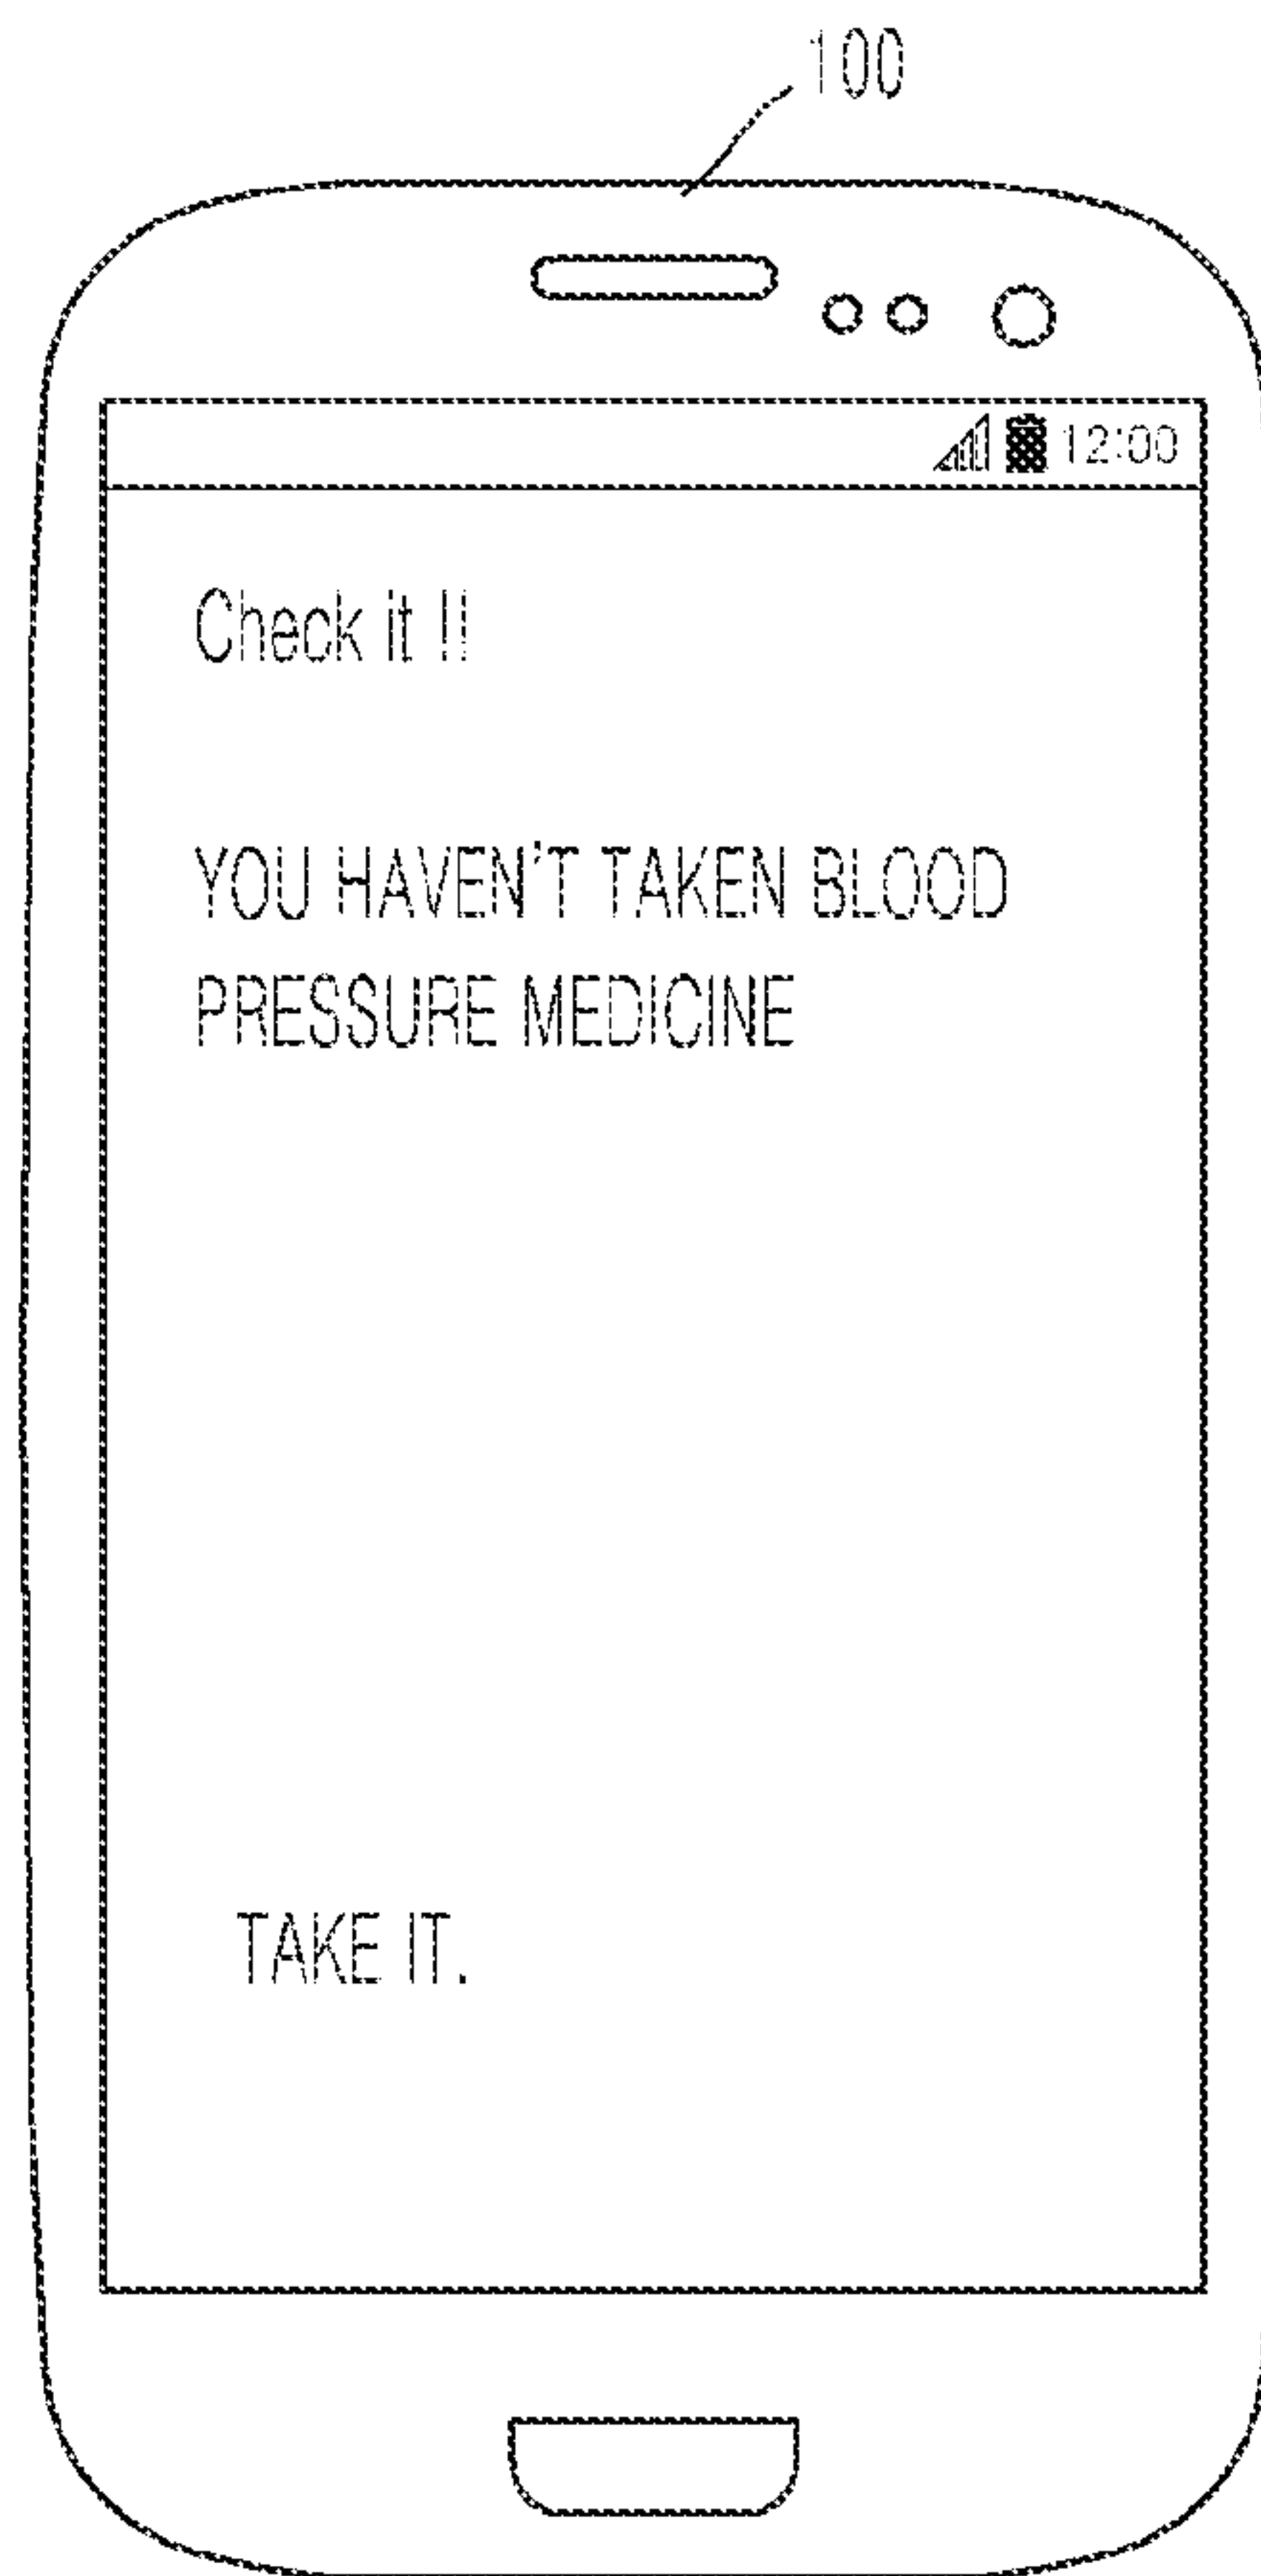 100
12:00
Check it !!
YOU HAVEN'T TAKEN BLOOD
PRESSURE MEDICINE
TAKE IT.